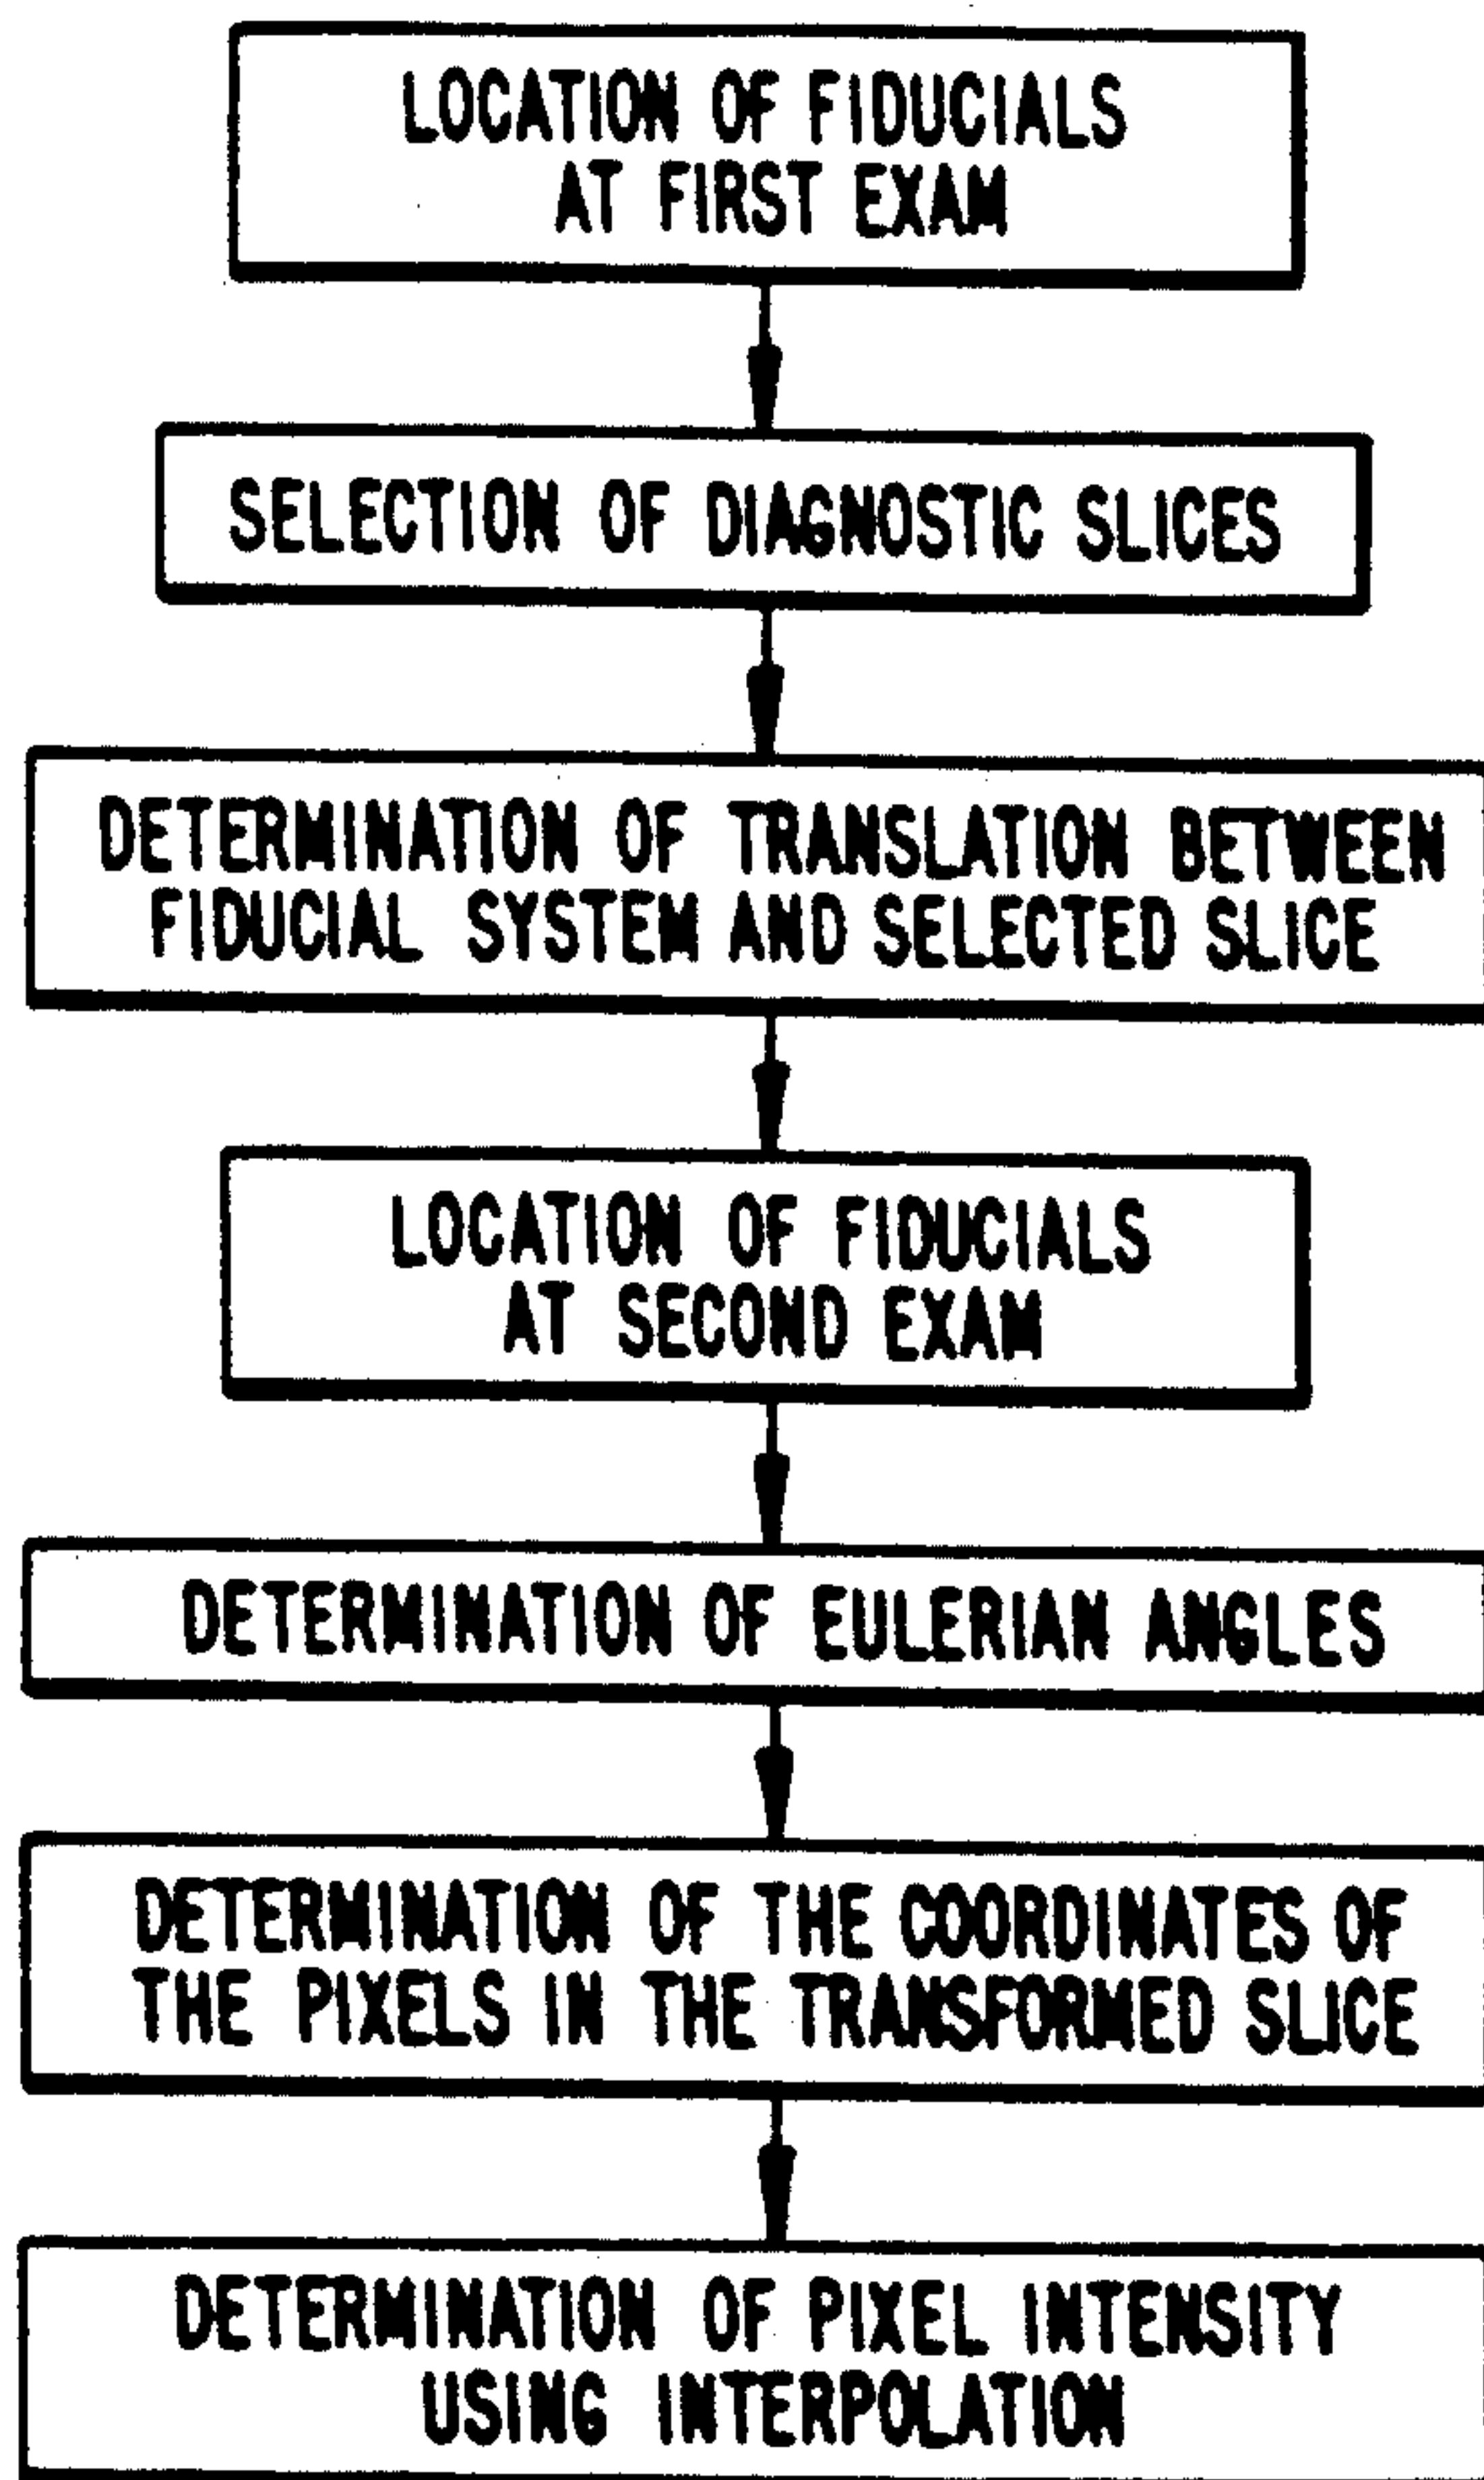 LOCATION OF FIDUCIALS
AT FIRST EXAM
SELECTION OF DIAGNOSTIC SLICES
DETERMINATION OF TRANSLATION BETWEEN
FIDUCIAL SYSTEM AND SELECTED SLICE
LOCATION OF FIDUCIALS
AT SECOND EXAM
DETERMINATION OF EULERIAN ANGLES
DETERMINATION OF THE COORDINATES OF
THE PIXELS IN THE TRANSFORMED SLICE
DETERMINATION OF PIXEL INTENSITY
USING INTERPOLATION